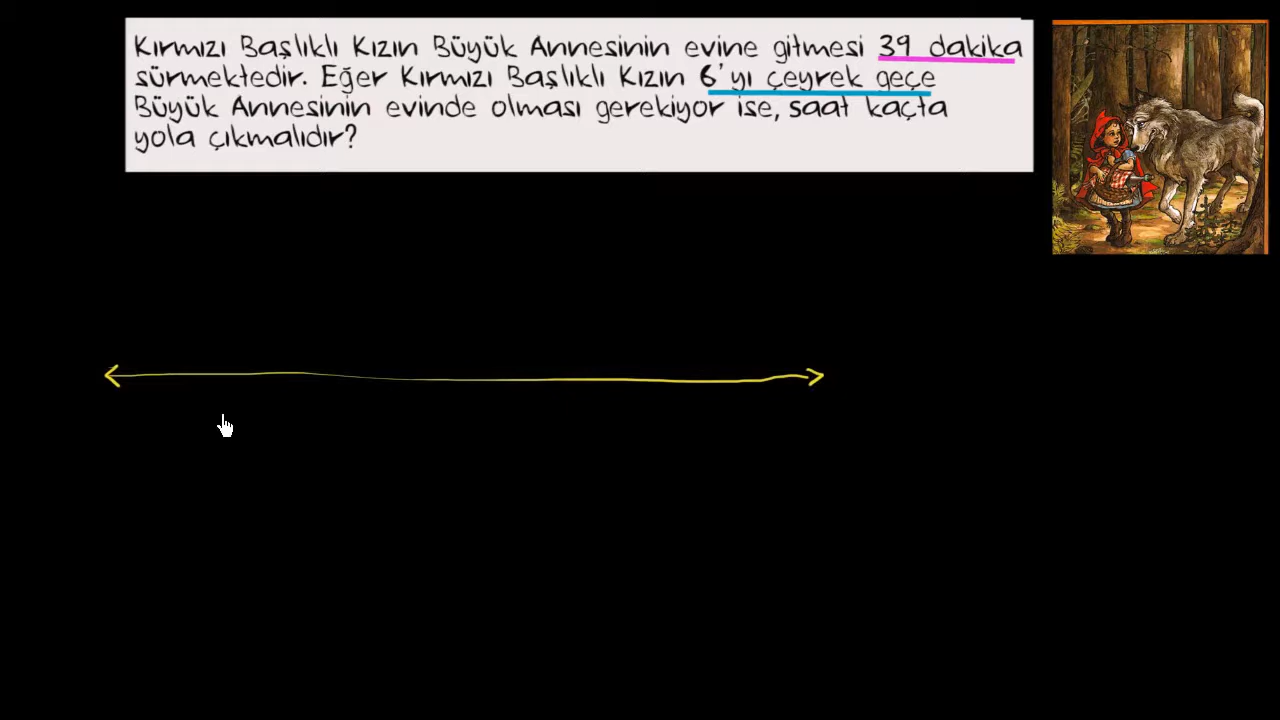 Kırmızı Başlıklı Kızın Büyük Annesinin evine gitmesi 39 dakika
sürmektedir. Eğer Kırmızı Başlıklı Kızın 6'yı çeyrek geçe
Büyük Annesinin evinde olması gerekiyor ise, saat kaçta
yola çıkmalıdır?